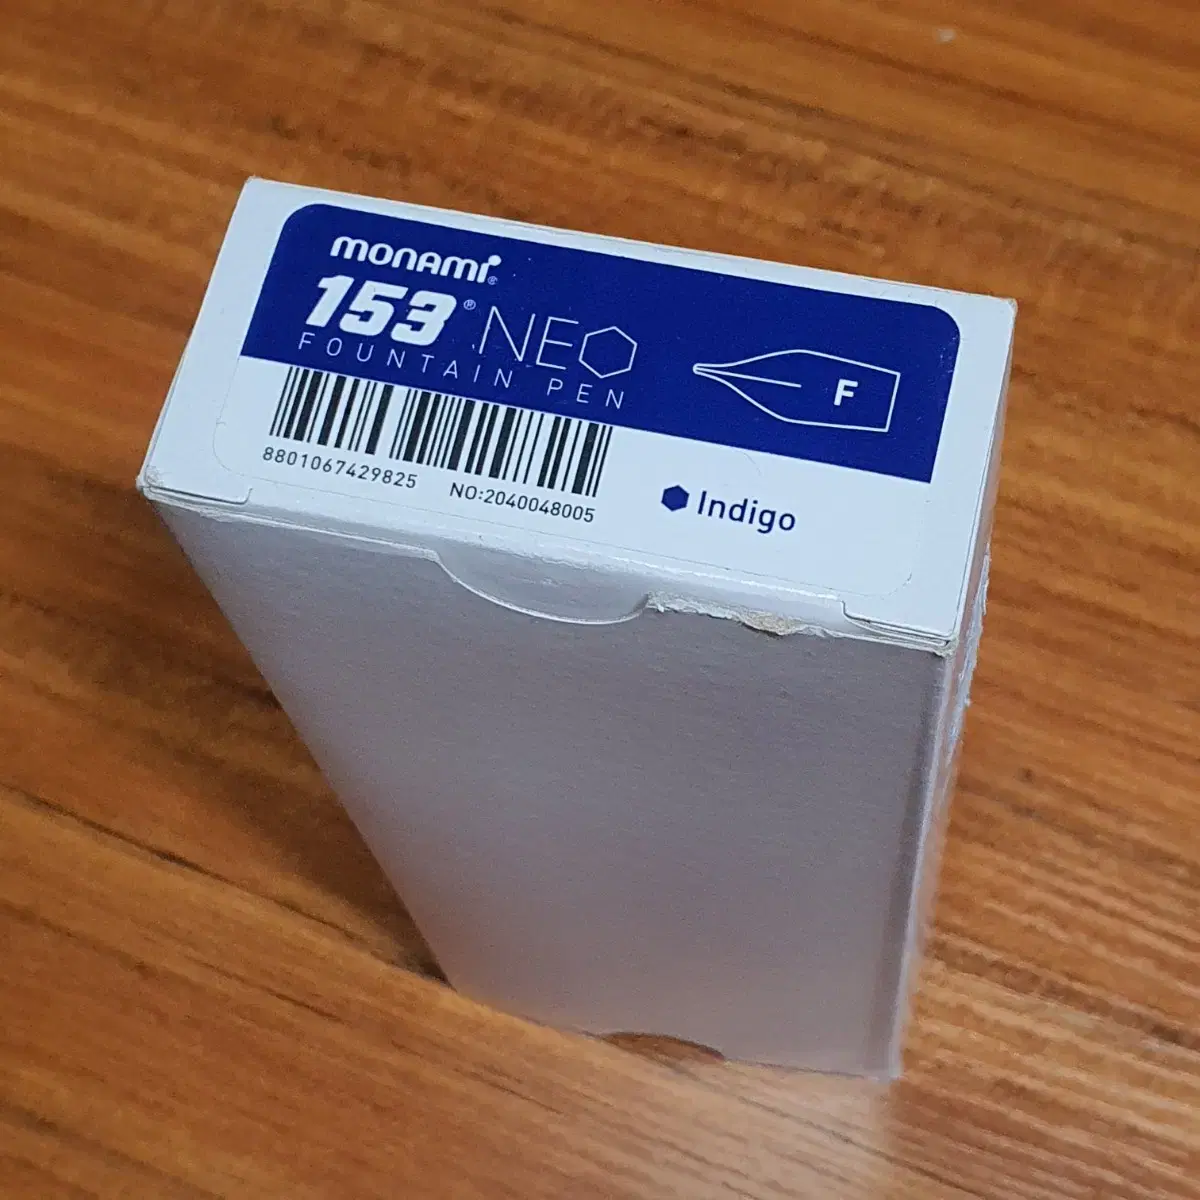 monami®
153® NEO
FOUNTAIN PEN
F
8801067429825
NO:2040048005
Indigo